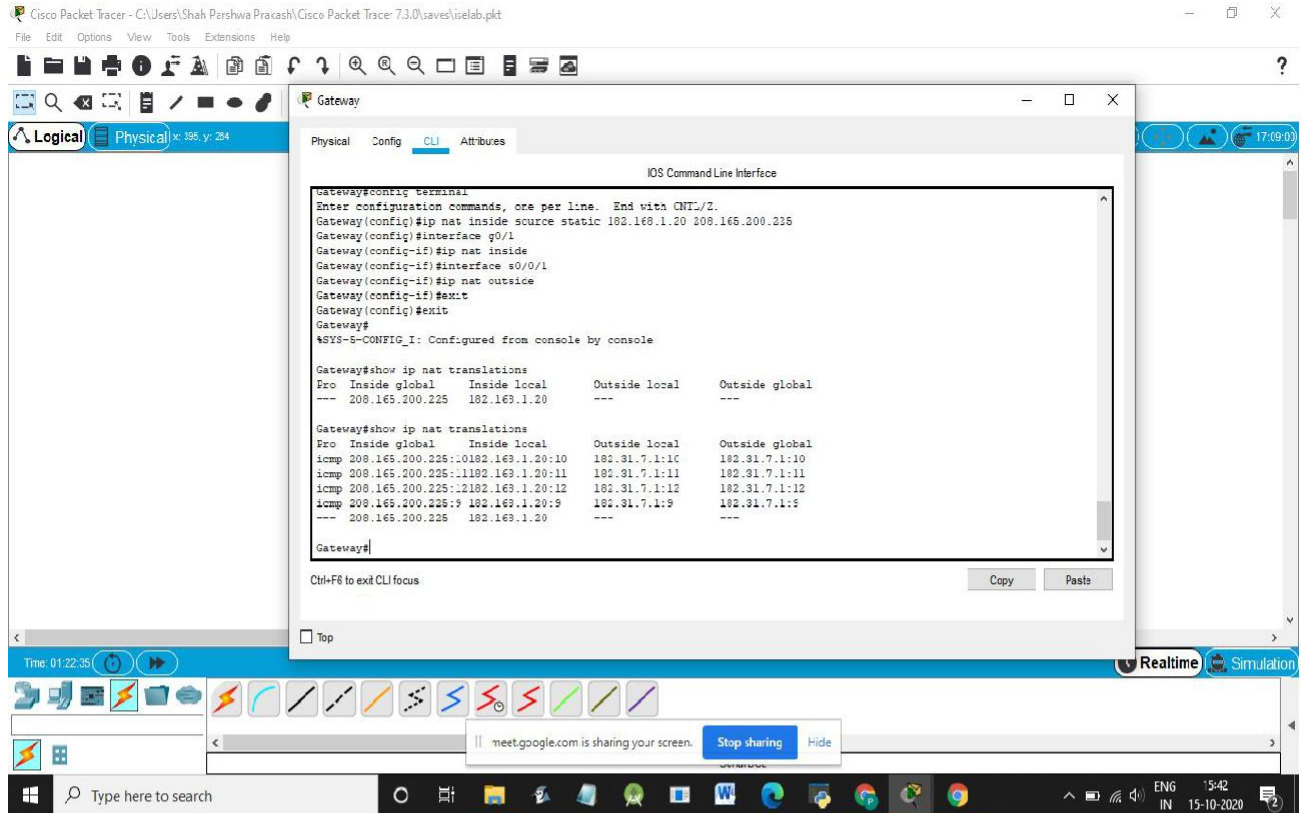 Cisco Packet Tracer - C:\Users\Shah Parshwa Prakash\Cisco Packet Tracer 7.3.0\saves\iselab.pkt
File Edit Options View Tools Extensions Help
Gateway
Logical Physical x: 395, y: 284 17:09:00
Physical Config CLI Attributes
IOS Command Line Interface
Gateway#config terminal
Enter configuration commands, one per line. End with CNTL/Z.
Gateway(config)#ip nat inside source static 182.168.1.20 208.165.200.225
Gateway(config)#interface g0/1
Gateway(config-if)#ip nat inside
Gateway(config-if)#interface s0/0/1
Gateway(config-if)#ip nat outside
Gateway(config-if)#exit
Gateway(config)#exit
Gateway#
%SYS-5-CONFIG_I: Configured from console by console
Gateway#show ip nat translations
Pro Inside global Inside local Outside local Outside global
--- 208.165.200.225 182.168.1.20 --- ---
Gateway#show ip nat translations
Pro Inside global Inside local Outside local Outside global
icmp 208.165.200.225:10182.168.1.20:10 182.31.7.1:10 182.31.7.1:10
icmp 208.165.200.225:11182.168.1.20:11 182.31.7.1:11 182.31.7.1:11
icmp 208.165.200.225:12182.168.1.20:12 182.31.7.1:12 182.31.7.1:12
icmp 208.165.200.225:9 182.168.1.20:9 182.31.7.1:9 182.31.7.1:9
--- 208.165.200.225 182.168.1.20 --- ---
Gateway#
Ctrl+F6 to exit CLI focus
Copy Paste
Top
Time: 01:22:35 Realtime Simulation
meet.google.com is sharing your screen. Stop sharing Hide
Type here to search
ENG 15:42
IN 15-10-2020
2